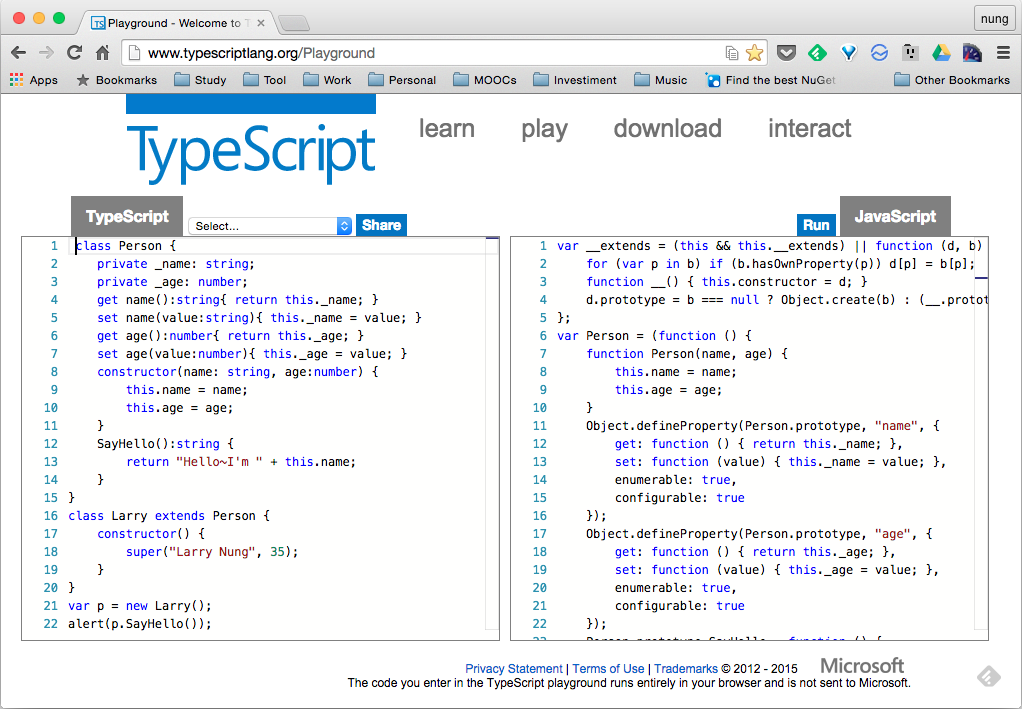 Playground - Welcome to T
nung
www.typescriptlang.org/Playground
Apps Bookmarks Study Tool Work Personal MOOCs Investiment Music Find the best NuGet Other Bookmarks
TypeScript
learn play download interact
TypeScript Select... Share
1 class Person {
2 private _name: string;
3 private _age: number;
4 get name():string{ return this._name; }
5 set name(value:string){ this._name = value; }
6 get age():number{ return this._age; }
7 set age(value:number){ this._age = value; }
8 constructor(name: string, age:number) {
9 this.name = name;
10 this.age = age;
11 }
12 SayHello():string {
13 return "Hello~I'm " + this.name;
14 }
15 }
16 class Larry extends Person {
17 constructor() {
18 super("Larry Nung", 35);
19 }
20 }
21 var p = new Larry();
22 alert(p.SayHello());
Run JavaScript
1 var __extends = (this && this.__extends) || function (d, b)
2 for (var p in b) if (b.hasOwnProperty(p)) d[p] = b[p];
3 function __() { this.constructor = d; }
4 d.prototype = b === null ? Object.create(b) : (__.protot
5 };
6 var Person = (function () {
7 function Person(name, age) {
8 this.name = name;
9 this.age = age;
10 }
11 Object.defineProperty(Person.prototype, "name", {
12 get: function () { return this._name; },
13 set: function (value) { this._name = value; },
14 enumerable: true,
15 configurable: true
16 });
17 Object.defineProperty(Person.prototype, "age", {
18 get: function () { return this._age; },
19 set: function (value) { this._age = value; },
20 enumerable: true,
21 configurable: true
22 });
23 Person.prototype.SayHello = function () {
Privacy Statement | Terms of Use | Trademarks © 2012 - 2015 Microsoft
The code you enter in the TypeScript playground runs entirely in your browser and is not sent to Microsoft.